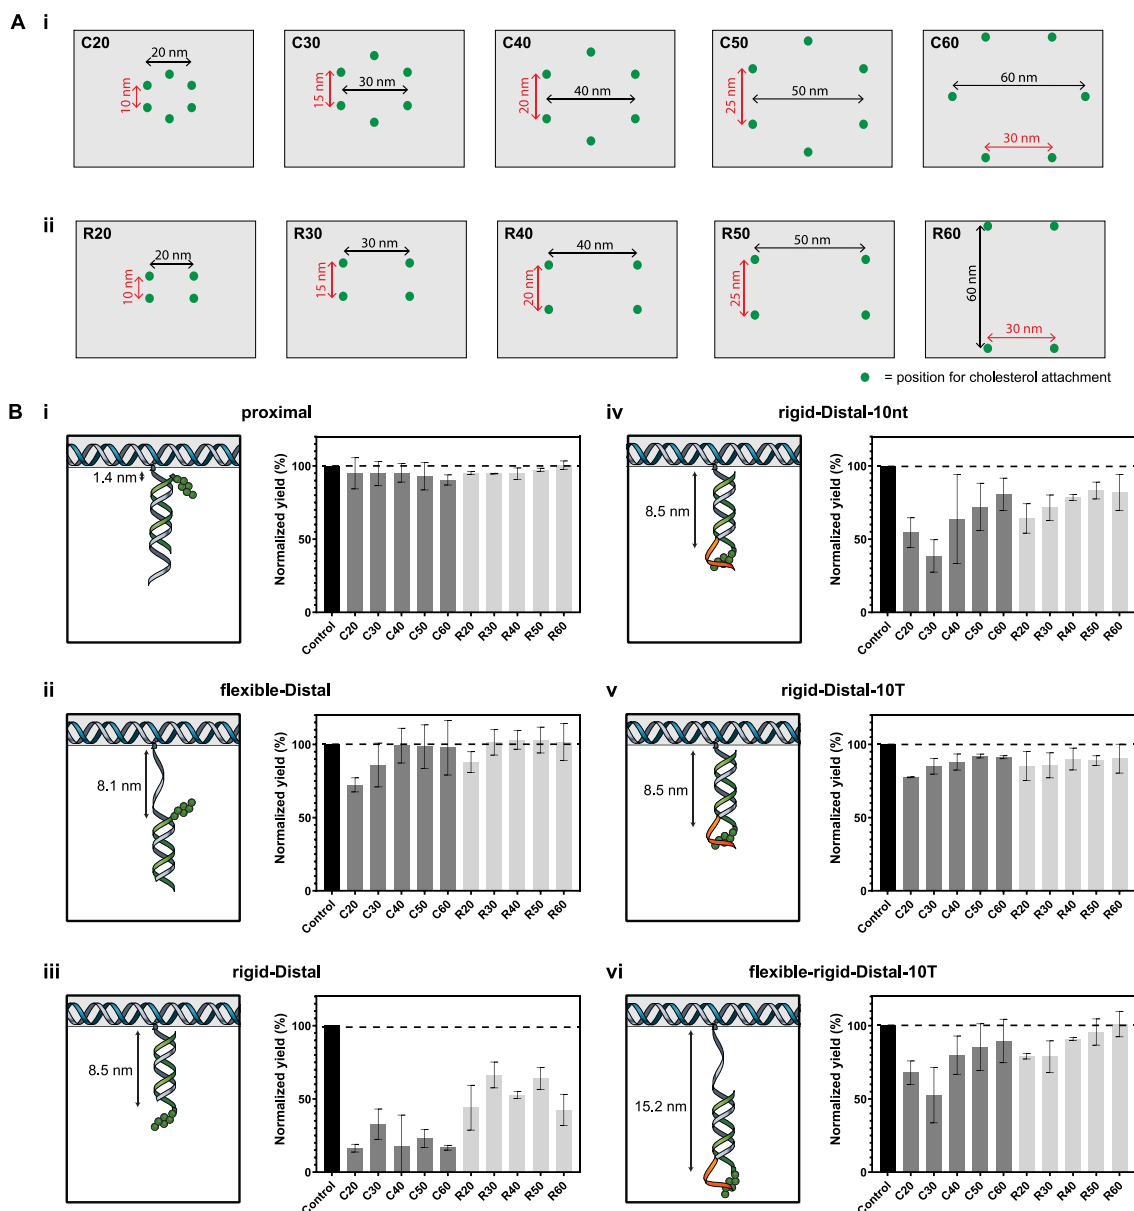 A i
C20
20 nm
10 nm
C30
15 nm
30 nm
C40
20 nm
40 nm
C50
25 nm
50 nm
C60
60 nm
30 nm
ii
R20
20 nm
10 nm
R30
30 nm
15 nm
R40
40 nm
20 nm
R50
50 nm
25 nm
R60
60 nm
30 nm
= position for cholesterol attachment
B i
proximal
1.4 nm
Normalized yield (%)
100
50
0
Control C20 C30 C40 C50 C60 R20 R30 R40 R50 R60
iv
rigid-Distal-10nt
8.5 nm
Normalized yield (%)
100
50
0
Control C20 C30 C40 C50 C60 R20 R30 R40 R50 R60
ii
flexible-Distal
8.1 nm
Normalized yield (%)
100
50
0
Control C20 C30 C40 C50 C60 R20 R30 R40 R50 R60
v
rigid-Distal-10T
8.5 nm
Normalized yield (%)
100
50
0
Control C20 C30 C40 C50 C60 R20 R30 R40 R50 R60
iii
rigid-Distal
8.5 nm
Normalized yield (%)
100
50
0
Control C20 C30 C40 C50 C60 R20 R30 R40 R50 R60
vi
flexible-rigid-Distal-10T
15.2 nm
Normalized yield (%)
100
50
0
Control C20 C30 C40 C50 C60 R20 R30 R40 R50 R60